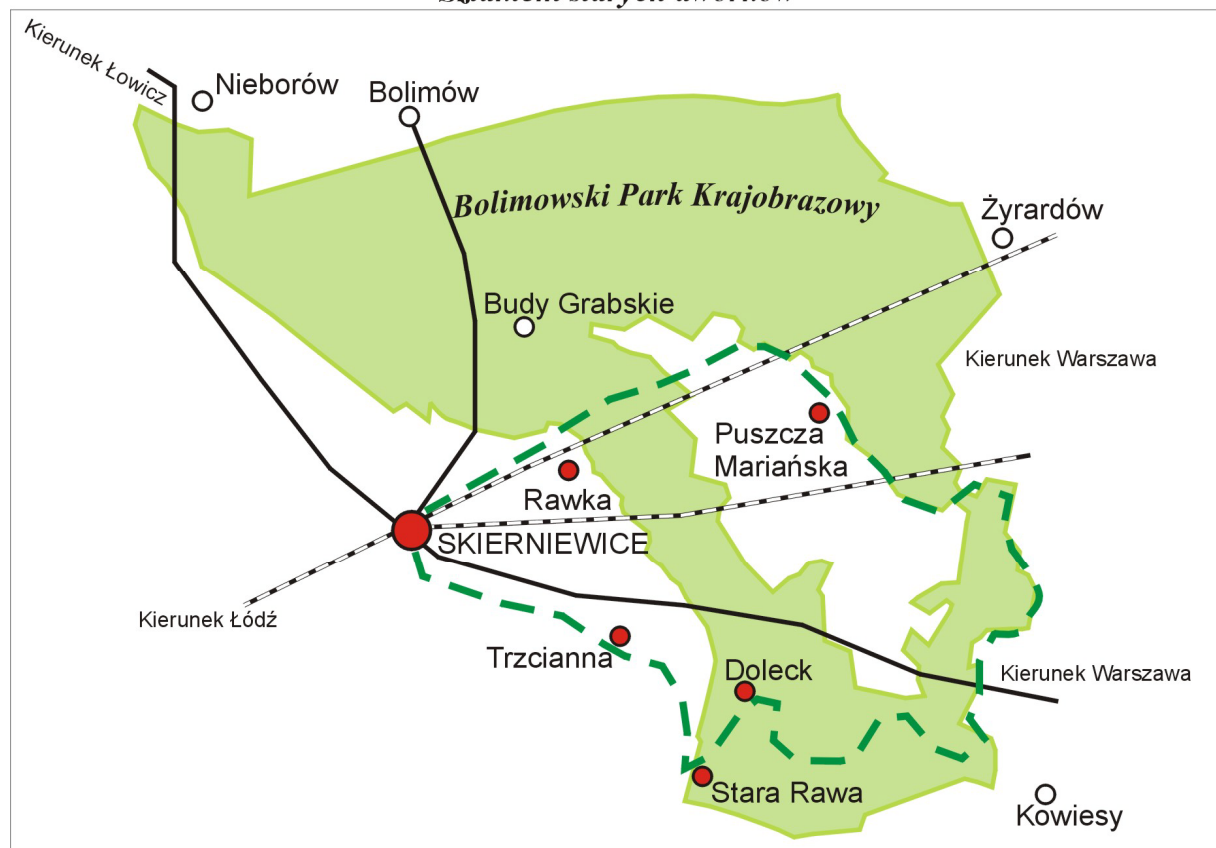 Kierunek Łowicz
Nieborów
Bolimów
Bolimowski Park Krajobrazowy
Żyrardów
Budy Grabskie
Kierunek Warszawa
Puszcza
Mariańska
Rawka
SKIERNIEWICE
Kierunek Łódź
Trzcianna
Doleck
Kierunek Warszawa
Stara Rawa
Kowiesy